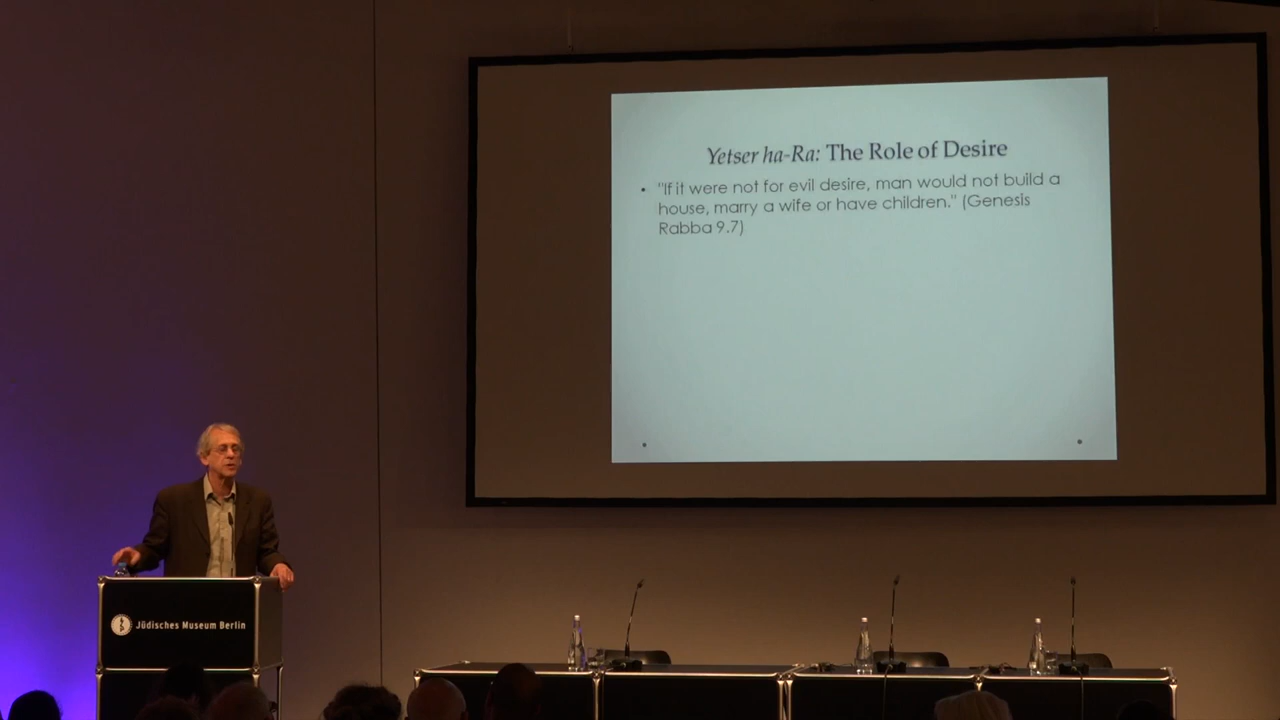 Yetser ha-Ra: The Role of Desire
• "If it were not for evil desire, man would not build a
house, marry a wife or have children." (Genesis
Rabba 9.7)
Jüdisches Museum Berlin